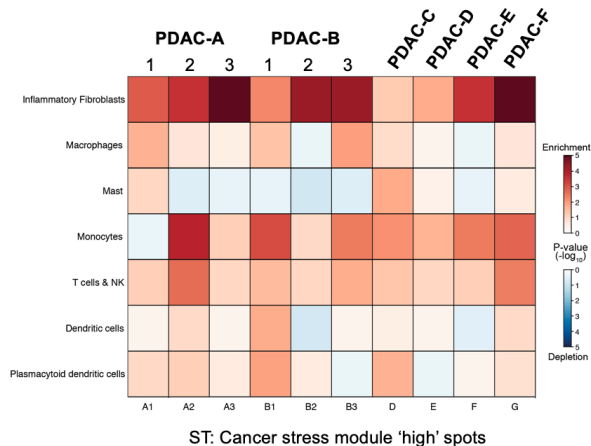 PDAC-A PDAC-B PDAC-C PDAC-D PDAC-E PDAC-F
1 2 3 1 2 3
Inflammatory Fibroblasts
Macrophages
Mast
Monocytes
T cells & NK
Dendritic cells
Plasmacytoid dendritic cells
A1 A2 A3 B1 B2 B3 D E F G
Enrichment
5
4
3
2
1
0
P-value
(-log10)
0
1
2
3
4
5
Depletion
ST: Cancer stress module ‘high’ spots